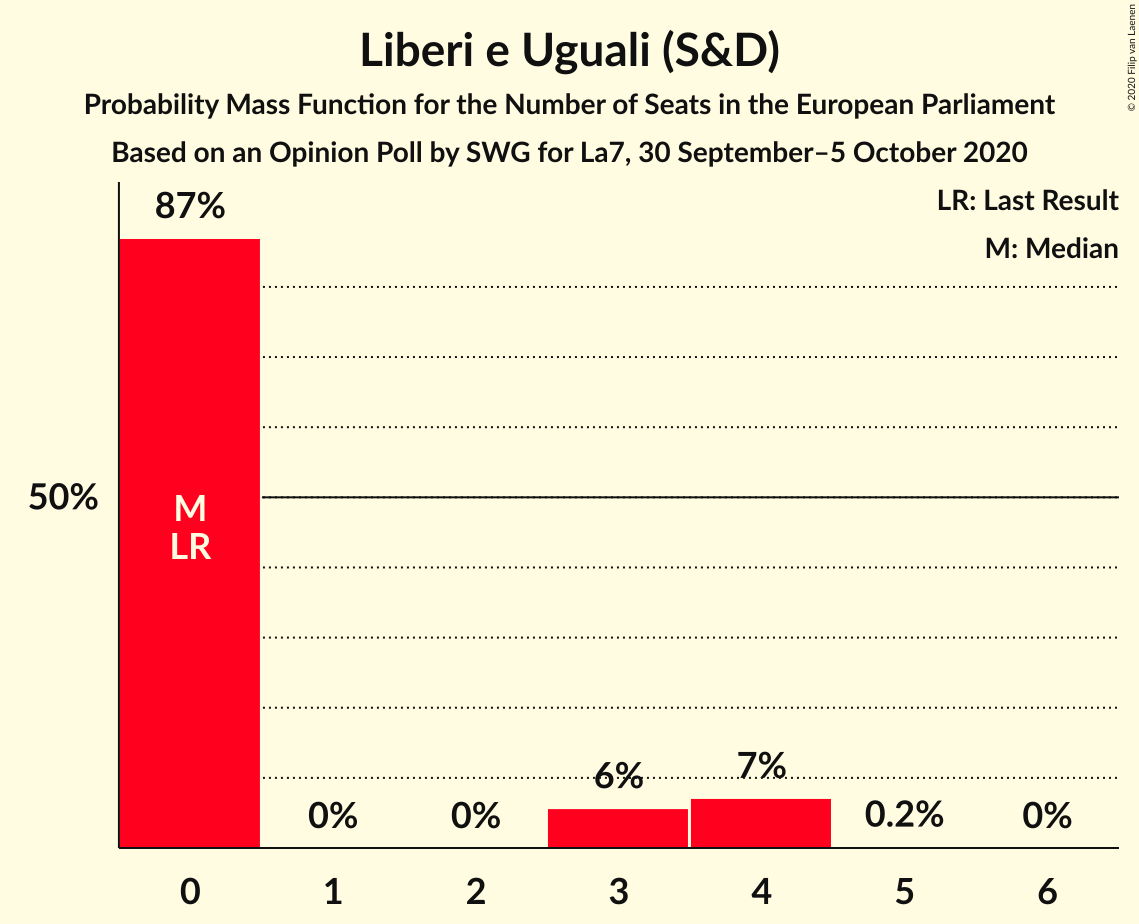 Liberi e Uguali (S&D)
Probability Mass Function for the Number of Seats in the European Parliament
Based on an Opinion Poll by SWG for La7, 30 September–5 October 2020
© 2020 Filip van Laenen
LR: Last Result
M: Median
87%
50%
M
LR
0%
0%
6%
7%
0.2%
0%
0
1
2
3
4
5
6